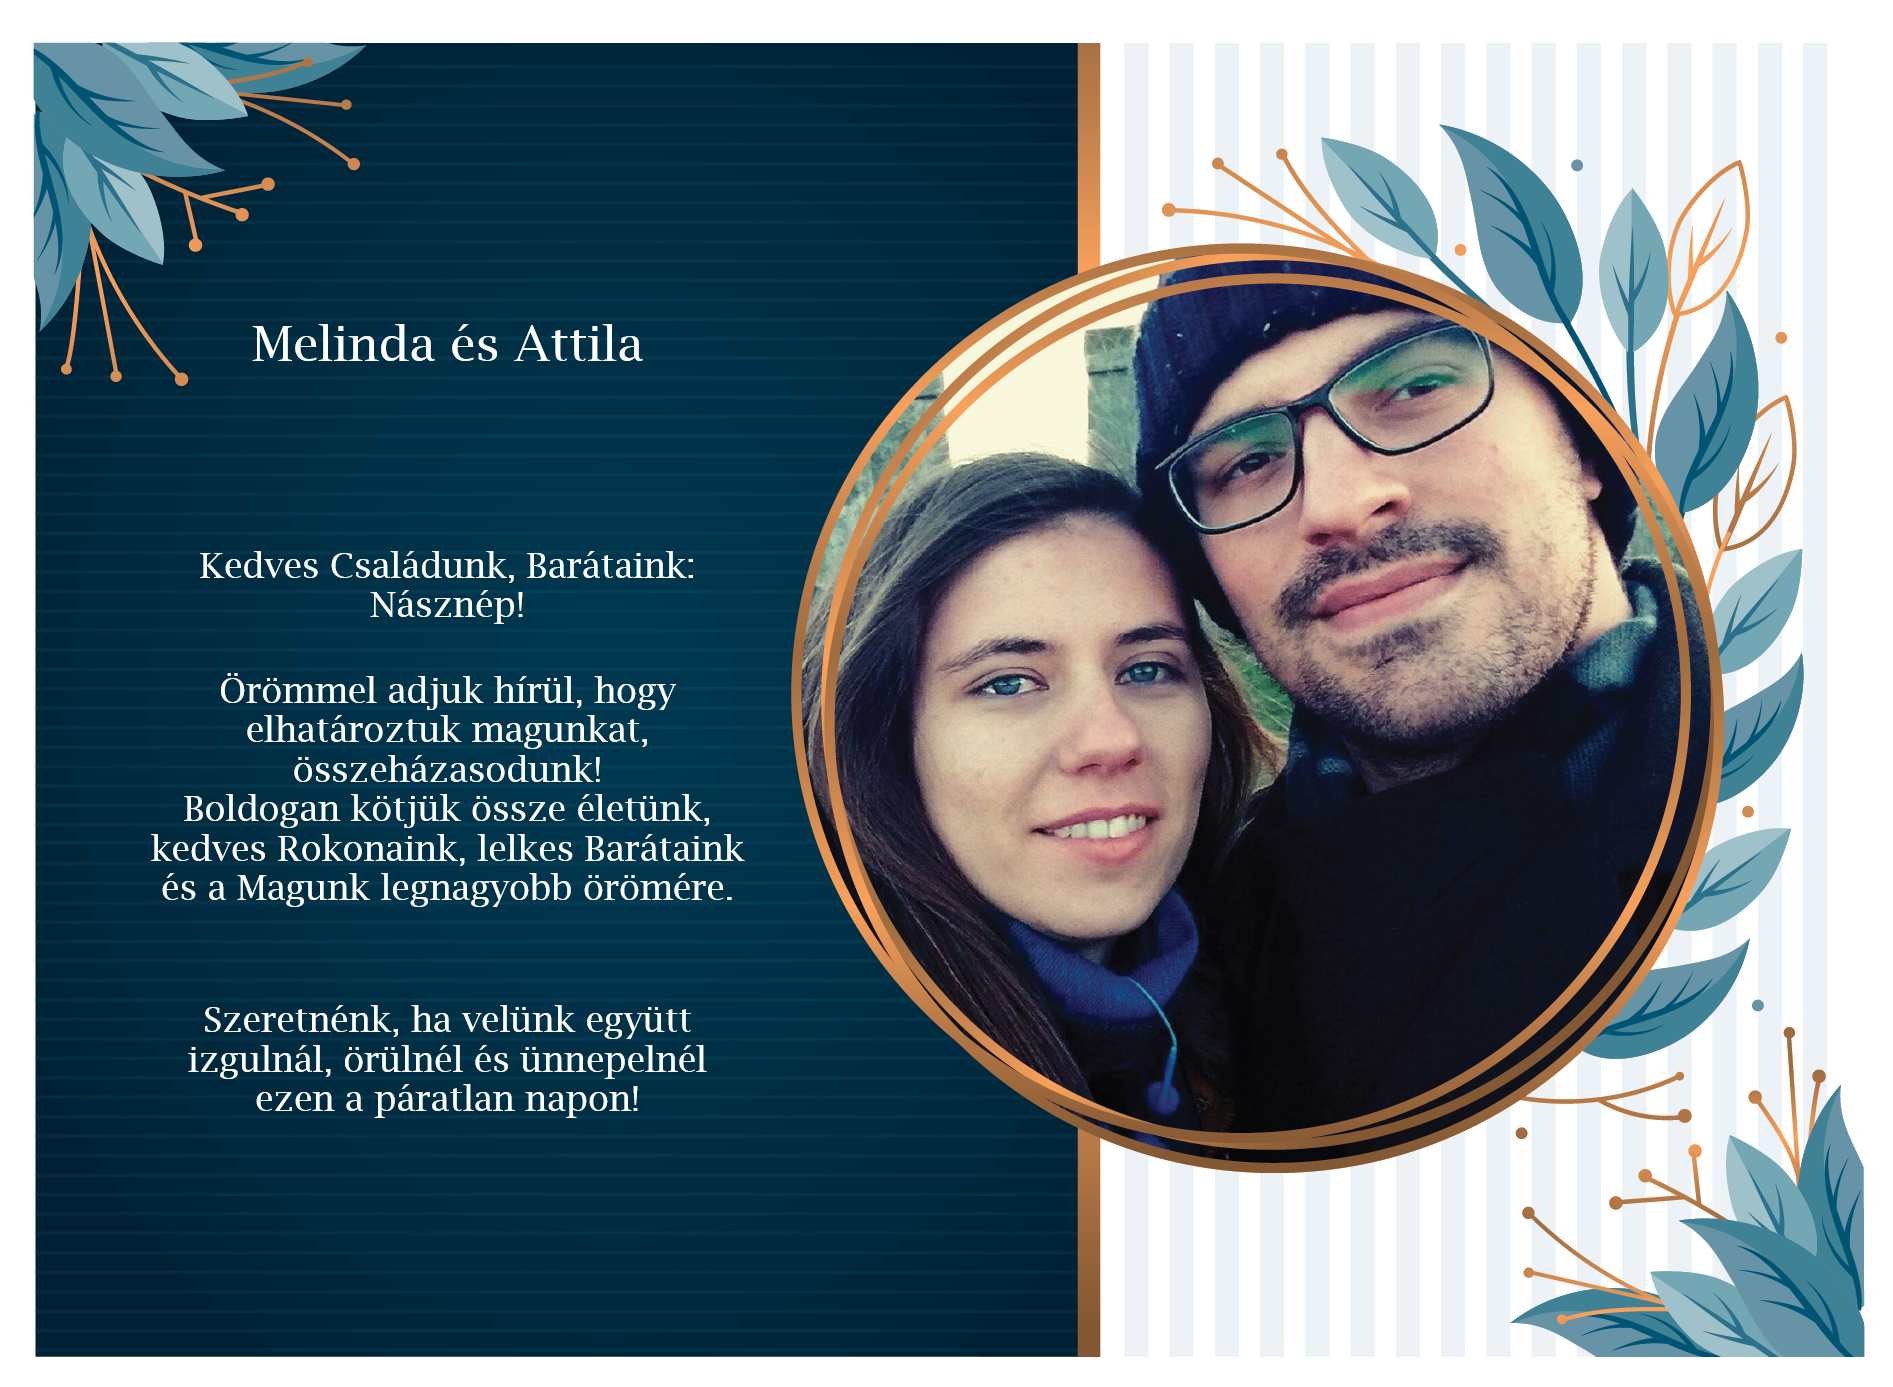 Melinda és Attila
Kedves Családunk, Barátaink:
Násznép!
Örömmel adjuk hírül, hogy
elhatároztuk magunkat,
összeházasodunk!
Boldogan kötjük össze életünk,
kedves Rokonaink, lelkes Barátaink
és a Magunk legnagyobb örömére.
Szeretnénk, ha velünk együtt
izgulnál, örülnél és ünnepelnél
ezen a páratlan napon!